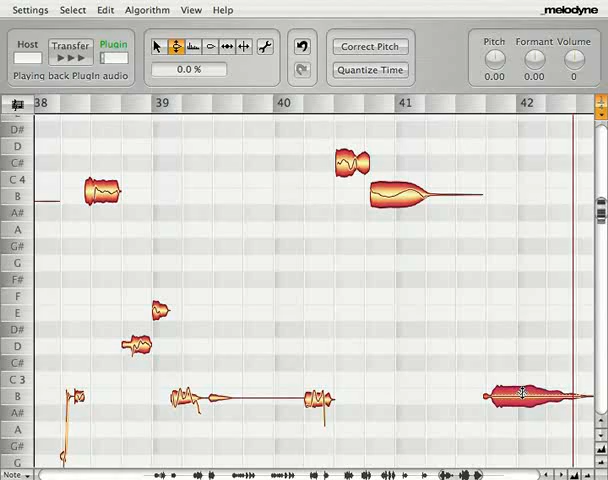 Settings Select Edit Algorithm View Help
_melodyne
Host Transfer Plugin
Playing back PlugIn audio
0.0 %
Correct Pitch
Quantize Time
Pitch Formant Volume
0.00 0.00 0
38 39 40 41 42
D#
D
C#
C 4
B
A#
A
G#
G
F#
F
E
D#
D
C#
C 3
B
A#
A
G#
G
Note